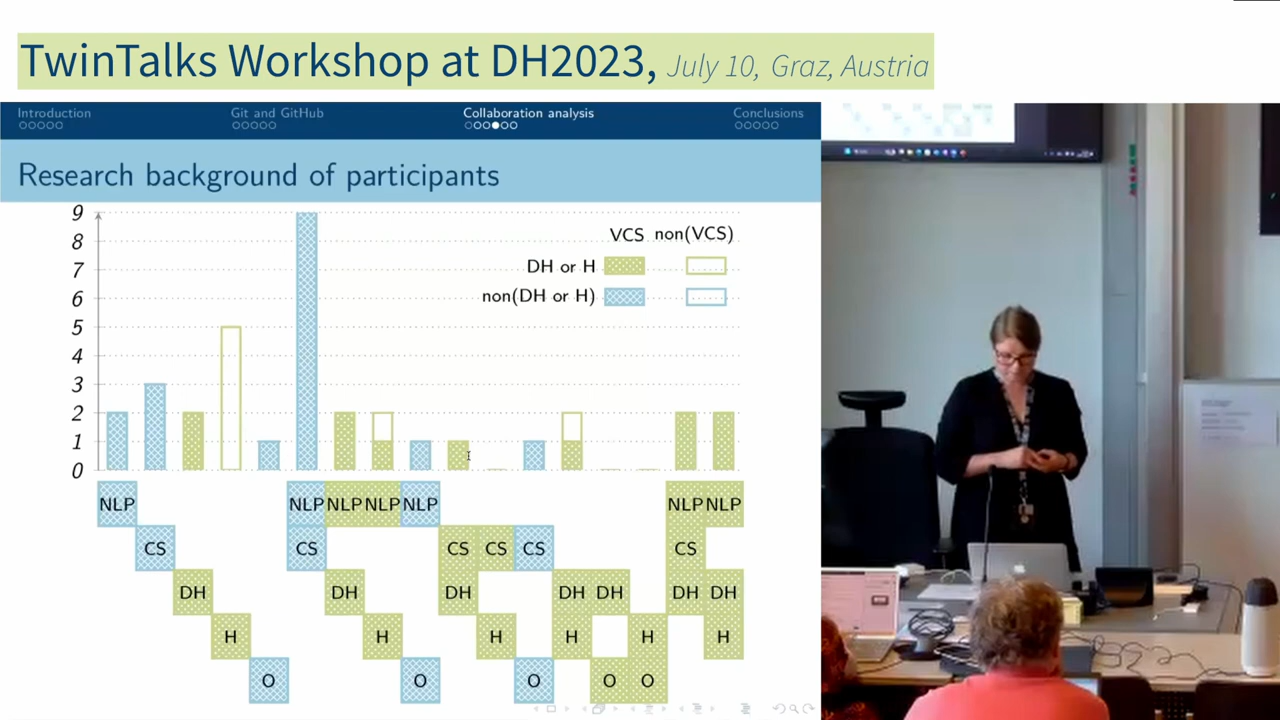 TwinTalks Workshop at DH2023, July 10, Graz, Austria
Introduction Git and GitHub Collaboration analysis Conclusions
Research background of participants
9
8
7
6
5
4
3
2
1
0
VCS non(VCS)
DH or H
non(DH or H)
NLP NLP NLP NLP NLP NLP NLP
CS CS CS CS CS CS
DH DH DH DH DH DH DH
H H H H H H
O O O O O